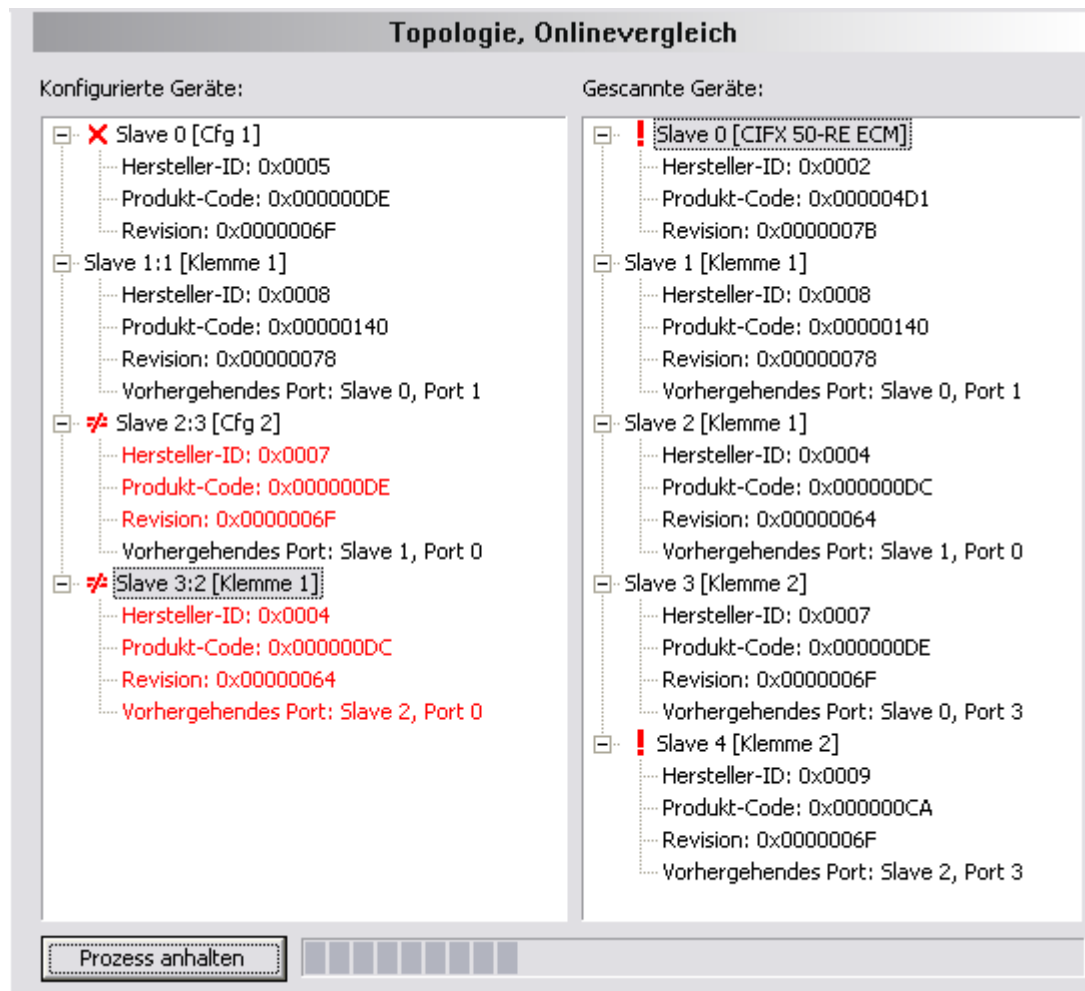 Topologie, Onlinevergleich
Konfigurierte Geräte:
Slave 0 [Cfg 1]
Hersteller-ID: 0x0005
Produkt-Code: 0x000000DE
Revision: 0x0000006F
Slave 1:1 [Klemme 1]
Hersteller-ID: 0x0008
Produkt-Code: 0x00000140
Revision: 0x00000078
Vorhergehendes Port: Slave 0, Port 1
Slave 2:3 [Cfg 2]
Hersteller-ID: 0x0007
Produkt-Code: 0x000000DE
Revision: 0x0000006F
Vorhergehendes Port: Slave 1, Port 0
Slave 3:2 [Klemme 1]
Hersteller-ID: 0x0004
Produkt-Code: 0x000000DC
Revision: 0x00000064
Vorhergehendes Port: Slave 2, Port 0
Gescannte Geräte:
Slave 0 [CIFX 50-RE ECM]
Hersteller-ID: 0x0002
Produkt-Code: 0x000004D1
Revision: 0x0000007B
Slave 1 [Klemme 1]
Hersteller-ID: 0x0008
Produkt-Code: 0x00000140
Revision: 0x00000078
Vorhergehendes Port: Slave 0, Port 1
Slave 2 [Klemme 1]
Hersteller-ID: 0x0004
Produkt-Code: 0x000000DC
Revision: 0x00000064
Vorhergehendes Port: Slave 1, Port 0
Slave 3 [Klemme 2]
Hersteller-ID: 0x0007
Produkt-Code: 0x000000DE
Revision: 0x0000006F
Vorhergehendes Port: Slave 0, Port 3
Slave 4 [Klemme 2]
Hersteller-ID: 0x0009
Produkt-Code: 0x000000CA
Revision: 0x0000006F
Vorhergehendes Port: Slave 2, Port 3
Prozess anhalten